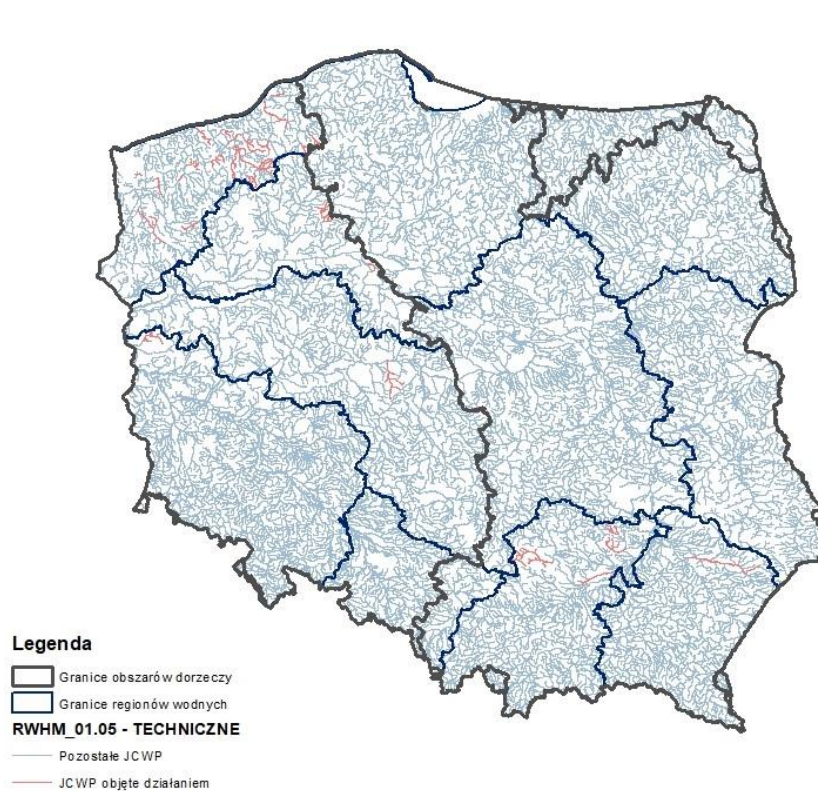 Legenda
Granice obszarów dorzeczy
Granice regionów wodnych
RWHM_01.05 - TECHNICZNE
Pozostałe JCWP
JCWP objęte działaniem